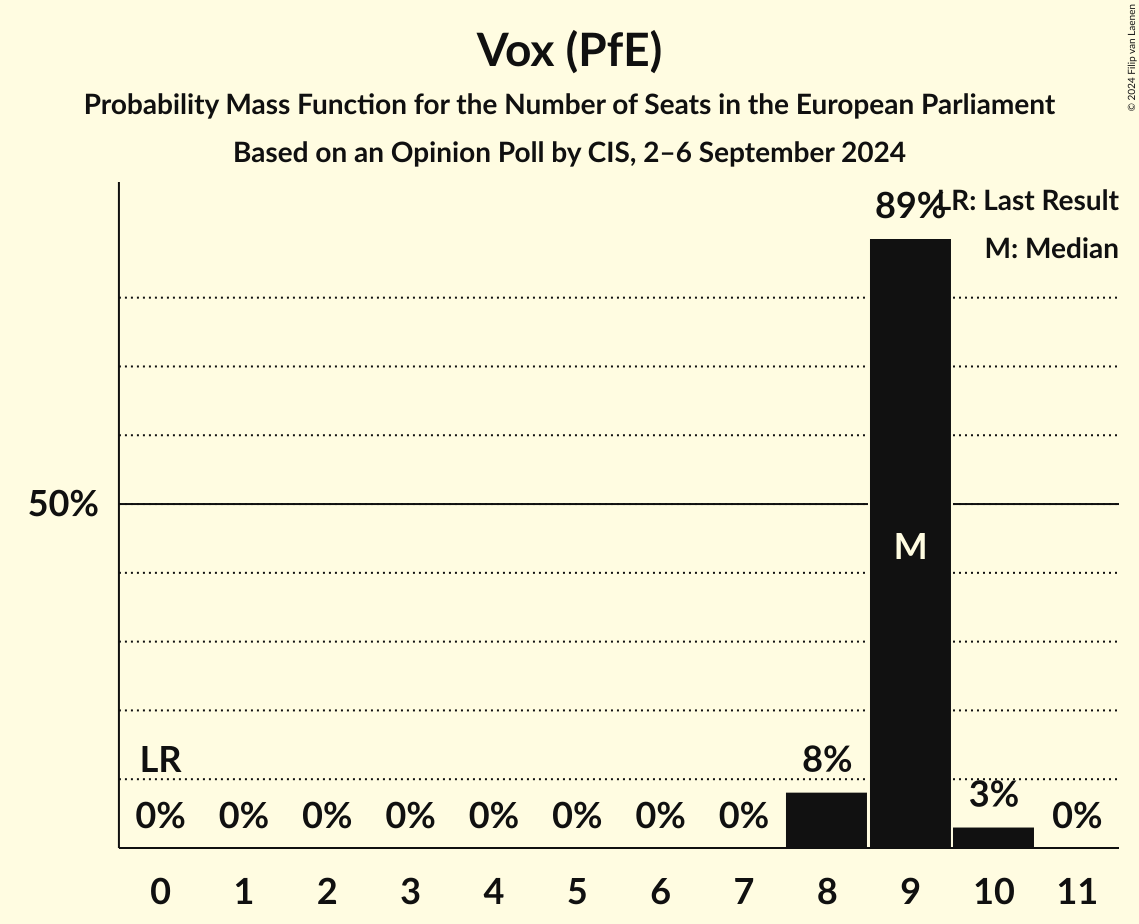 Vox (PfE)
Probability Mass Function for the Number of Seats in the European Parliament
Based on an Opinion Poll by CIS, 2–6 September 2024
© 2024 Filip van Laenen
89%
LR: Last Result
M: Median
50%
M
LR
0% 0% 0% 0% 0% 0% 0% 0% 8% 3% 0%
0 1 2 3 4 5 6 7 8 9 10 11